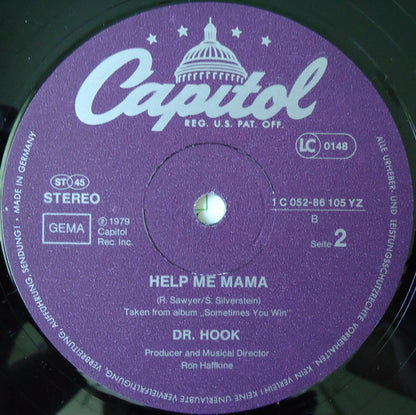 Capitol
REG. U.S. PAT. OFF.
LC 0148
ST 45
STEREO
GEMA
℗ 1979
Capitol
Rec. Inc.
1 C 052-86 105 YZ
B
Seite 2
HELP ME MAMA
(R. Sawyer/S. Silverstein)
Taken from album „Sometimes You Win"
DR. HOOK
Producer and Musical Director
Ron Haffkine
ALLE URHEBER- UND LEISTUNGSSCHUTZRECHTE VORBEHALTEN. KEIN VERLEIH! KEINE UNERLAUBTE VERVIELFÄLTIGUNG, VERBREITUNG, AUFFÜHRUNG, SENDUNG! • MADE IN GERMANY